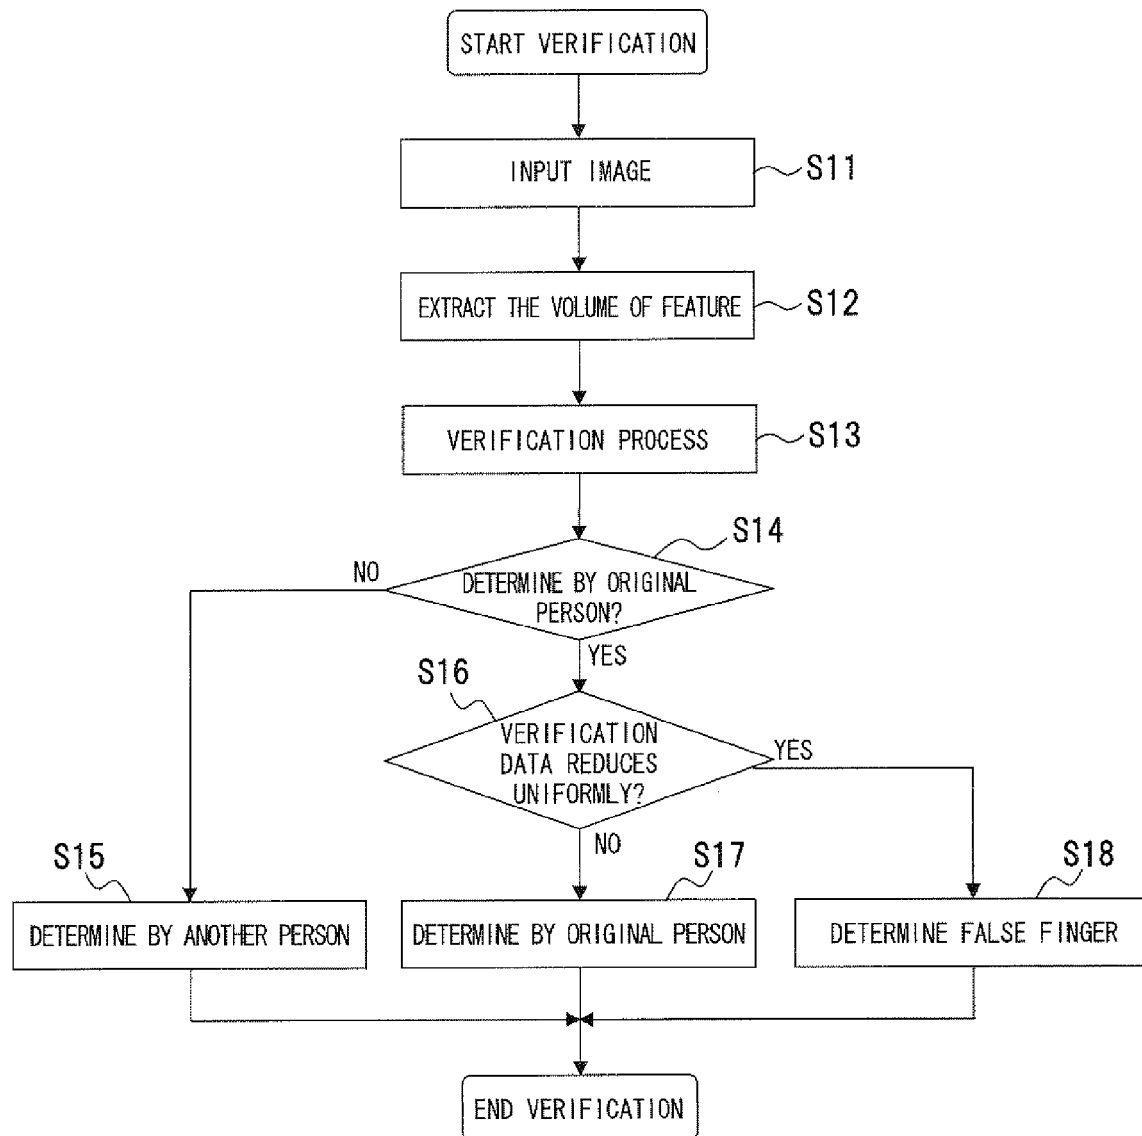 START VERIFICATION
INPUT IMAGE
S11
EXTRACT THE VOLUME OF FEATURE
S12
VERIFICATION PROCESS
S13
S14
NO
DETERMINE BY ORIGINAL
PERSON?
YES
S16
VERIFICATION
DATA REDUCES
UNIFORMLY?
YES
NO
S15
S17
S18
DETERMINE BY ANOTHER PERSON
DETERMINE BY ORIGINAL PERSON
DETERMINE FALSE FINGER
END VERIFICATION